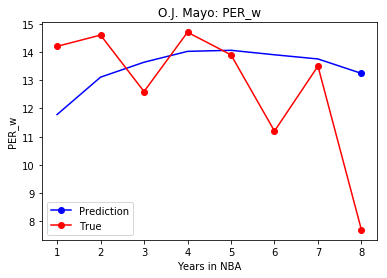 O.J. Mayo: PER_w
15
14
13
12
11
10
9
8
PER_w
Prediction
True
1 2 3 4 5 6 7 8
Years in NBA